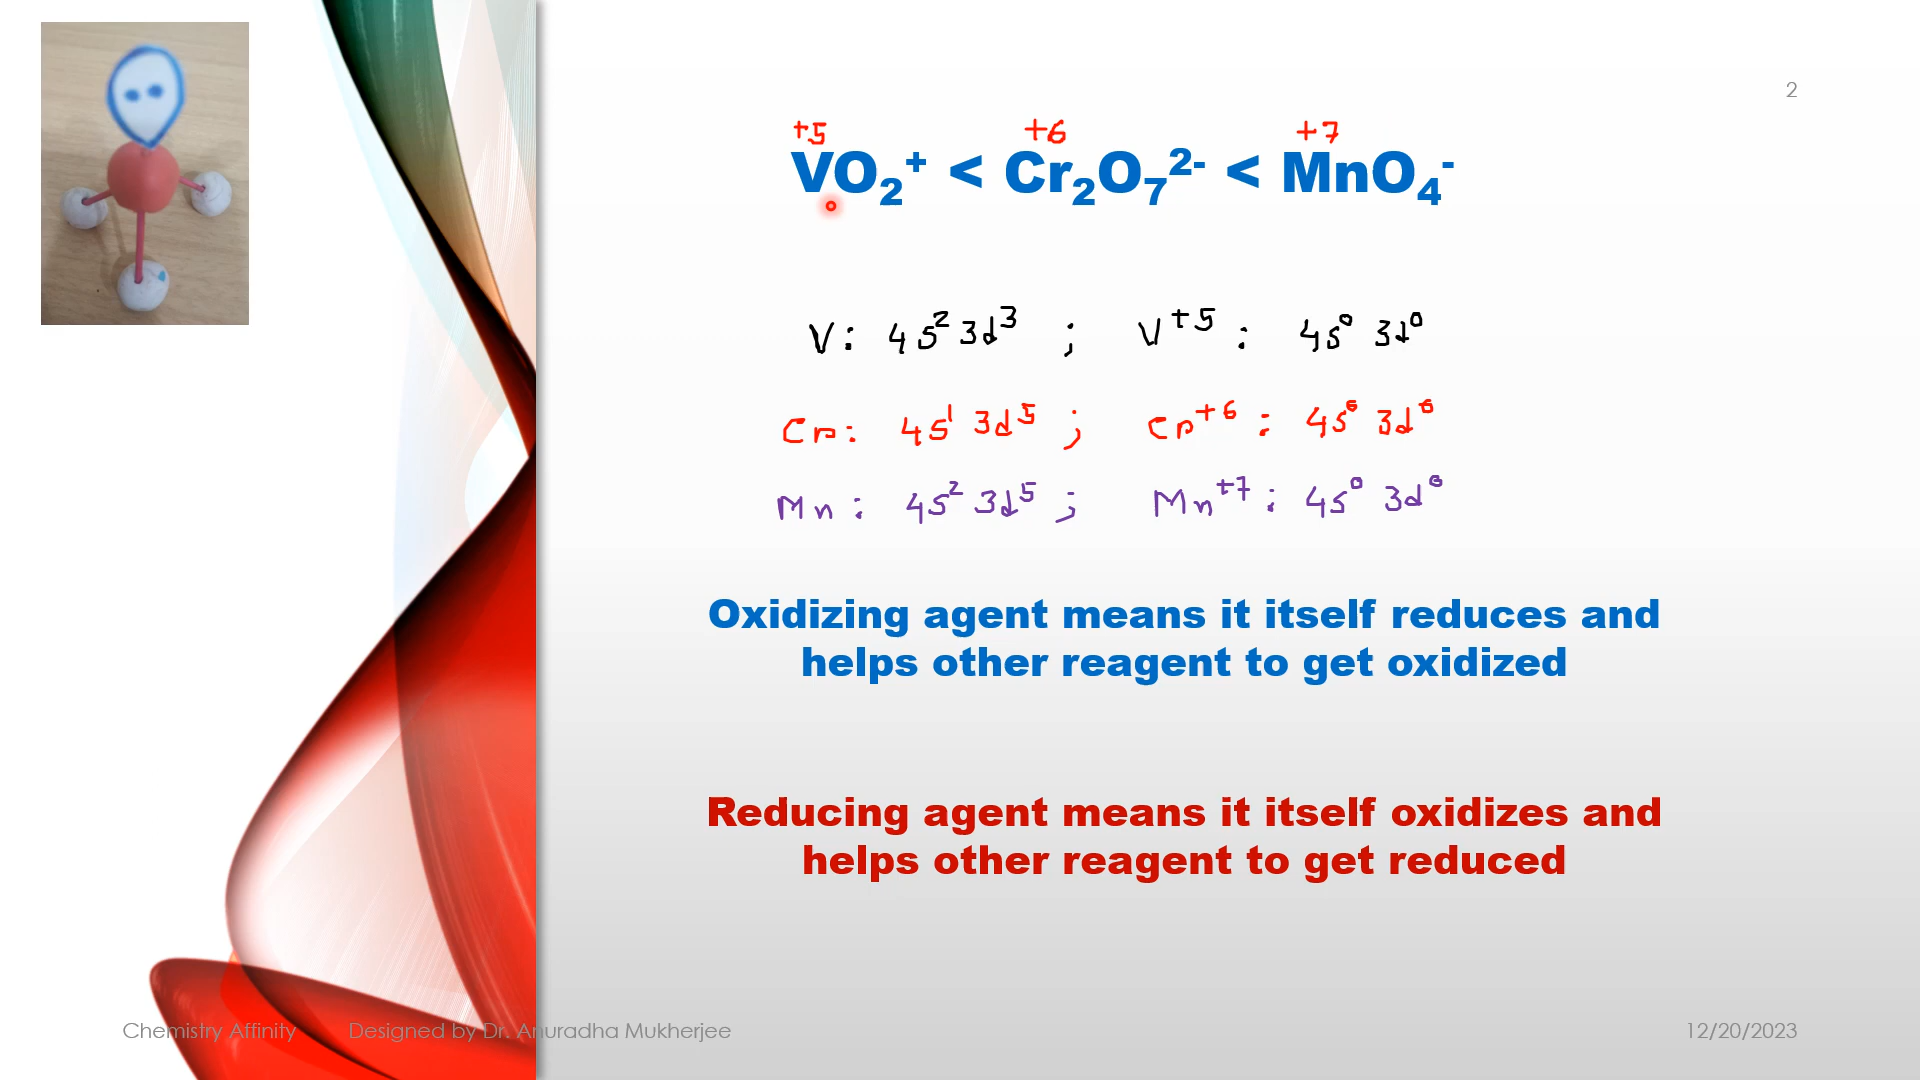 2
+5 +6 +7
VO₂⁺ < Cr₂O₇²⁻ < MnO₄⁻
V: 4s² 3d³ ; V⁺⁵ : 4s⁰ 3d⁰
Cr: 4s¹ 3d⁵ ; Cr⁺⁶ : 4s⁰ 3d⁰
Mn : 4s² 3d⁵ ; Mn⁺⁷ : 4s⁰ 3d⁰
Oxidizing agent means it itself reduces and
helps other reagent to get oxidized
Reducing agent means it itself oxidizes and
helps other reagent to get reduced
Chemistry Affinity Designed by Dr. Anuradha Mukherjee 12/20/2023